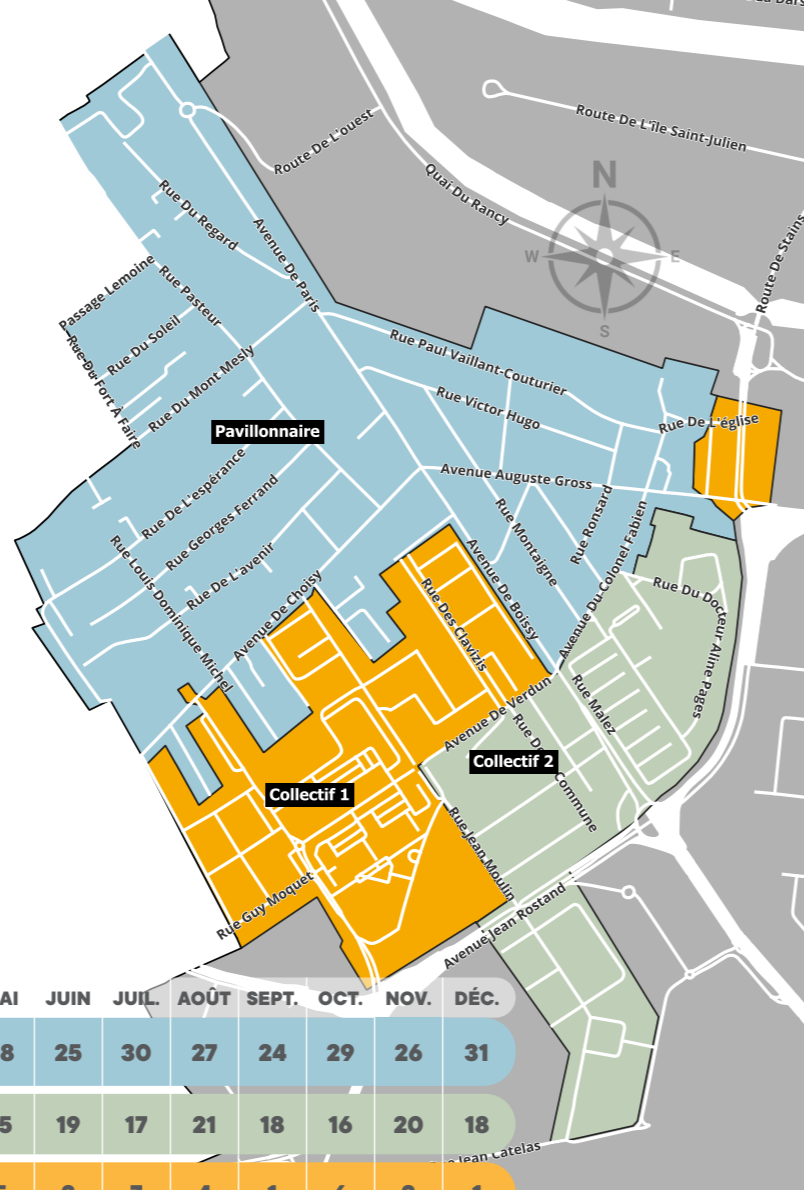 Route De L'île Saint-Julien
Route De L'ouest
N
Quai Du Rancy
Rue Du Regard
Route De Stains
Avenue De Paris
W
E
Passage Lemoine
Rue Pasteur
S
Rue Du Soleil
Rue Paul Vaillant-Couturier
Rue Du Fort À Faire
Rue Du Mont Mesly
Rue Victor Hugo
Rue De L'église
Pavillonnaire
Avenue Auguste Gross
Rue De L'espérance
Rue Georges Ferrand
Rue Montaigne
Rue Ronsard
Avenue Du Colonel Fabien
Rue De L'avenir
Rue Louis Dominique Michel
Avenue De Choisy
Avenue De Boissy
Rue Des Clavizis
Rue Du Docteur Aline Pages
Avenue De Verdun
Rue Malez
Collectif 2
Rue De
Commune
Collectif 1
Rue Jean Moulin
Rue Guy Moquet
Avenue Jean Rostand
AI JUIN JUIL. AOÛT SEPT. OCT. NOV. DÉC.
8 25 30 27 24 29 26 31
5 19 17 21 18 16 20 18
Jean Catelas